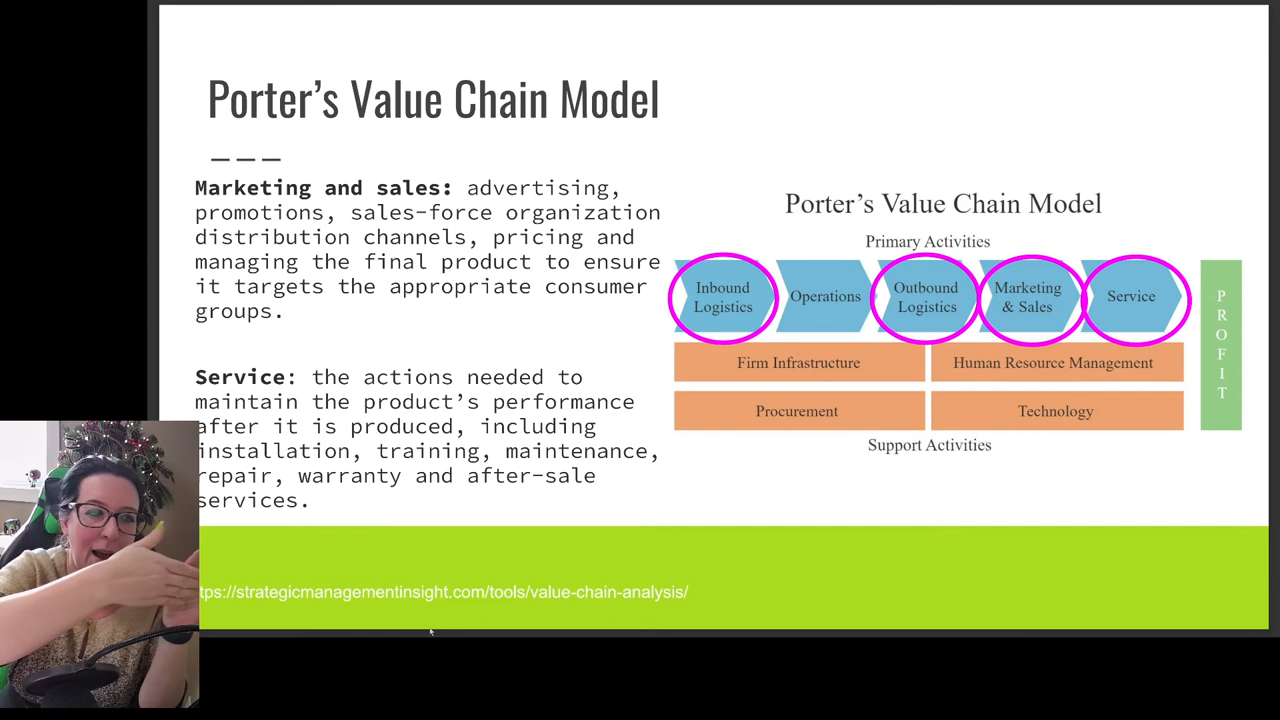 Porter's Value Chain Model
Marketing and sales: advertising,
promotions, sales-force organization
distribution channels, pricing and
managing the final product to ensure
it targets the appropriate consumer
groups.
Service: the actions needed to
maintain the product's performance
after it is produced, including
installation, training, maintenance,
repair, warranty and after-sale
services.
Porter's Value Chain Model
Primary Activities
Inbound
Logistics
Operations
Outbound
Logistics
Marketing
& Sales
Service
Firm Infrastructure
Human Resource Management
Procurement
Technology
Support Activities
PROFIT
tps://strategicmanagementinsight.com/tools/value-chain-analysis/